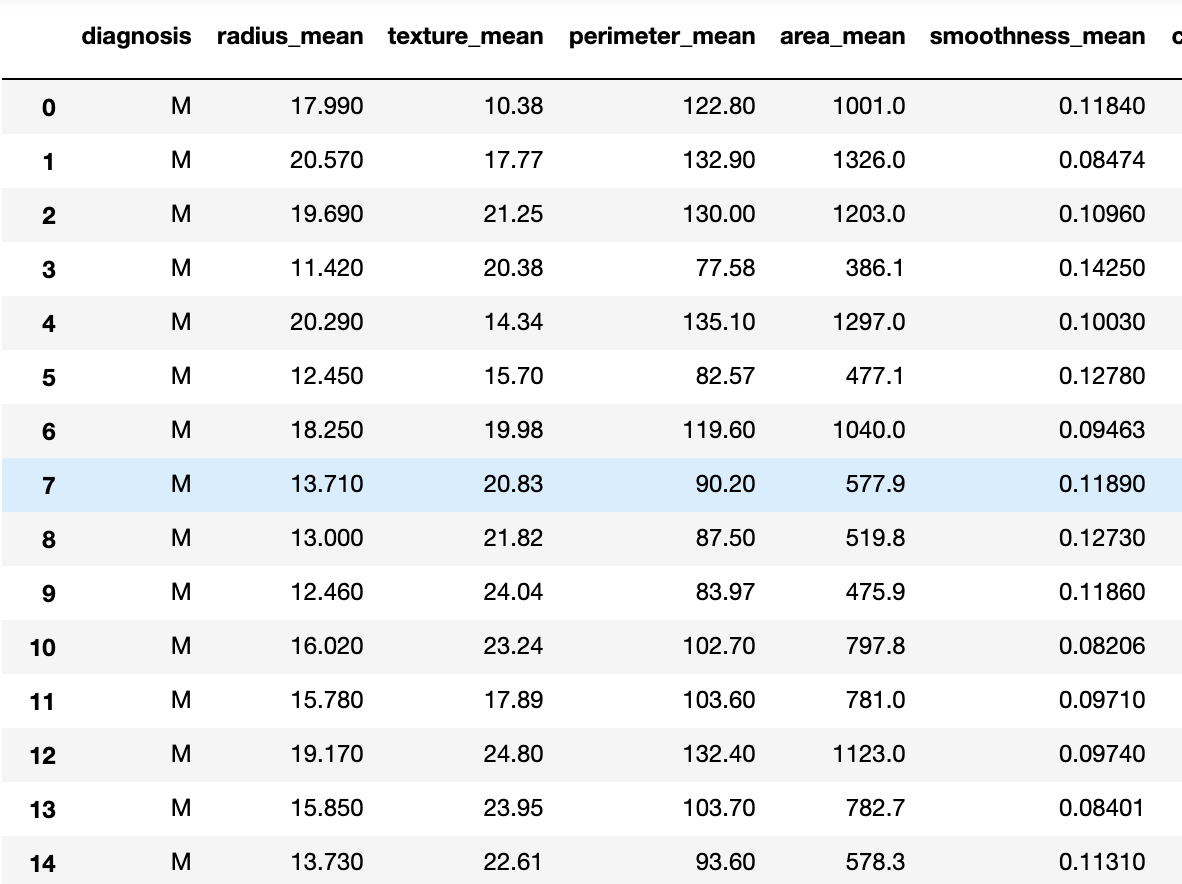 diagnosis radius_mean texture_mean perimeter_mean area_mean smoothness_mean c
0 M 17.990 10.38 122.80 1001.0 0.11840
1 M 20.570 17.77 132.90 1326.0 0.08474
2 M 19.690 21.25 130.00 1203.0 0.10960
3 M 11.420 20.38 77.58 386.1 0.14250
4 M 20.290 14.34 135.10 1297.0 0.10030
5 M 12.450 15.70 82.57 477.1 0.12780
6 M 18.250 19.98 119.60 1040.0 0.09463
7 M 13.710 20.83 90.20 577.9 0.11890
8 M 13.000 21.82 87.50 519.8 0.12730
9 M 12.460 24.04 83.97 475.9 0.11860
10 M 16.020 23.24 102.70 797.8 0.08206
11 M 15.780 17.89 103.60 781.0 0.09710
12 M 19.170 24.80 132.40 1123.0 0.09740
13 M 15.850 23.95 103.70 782.7 0.08401
14 M 13.730 22.61 93.60 578.3 0.11310